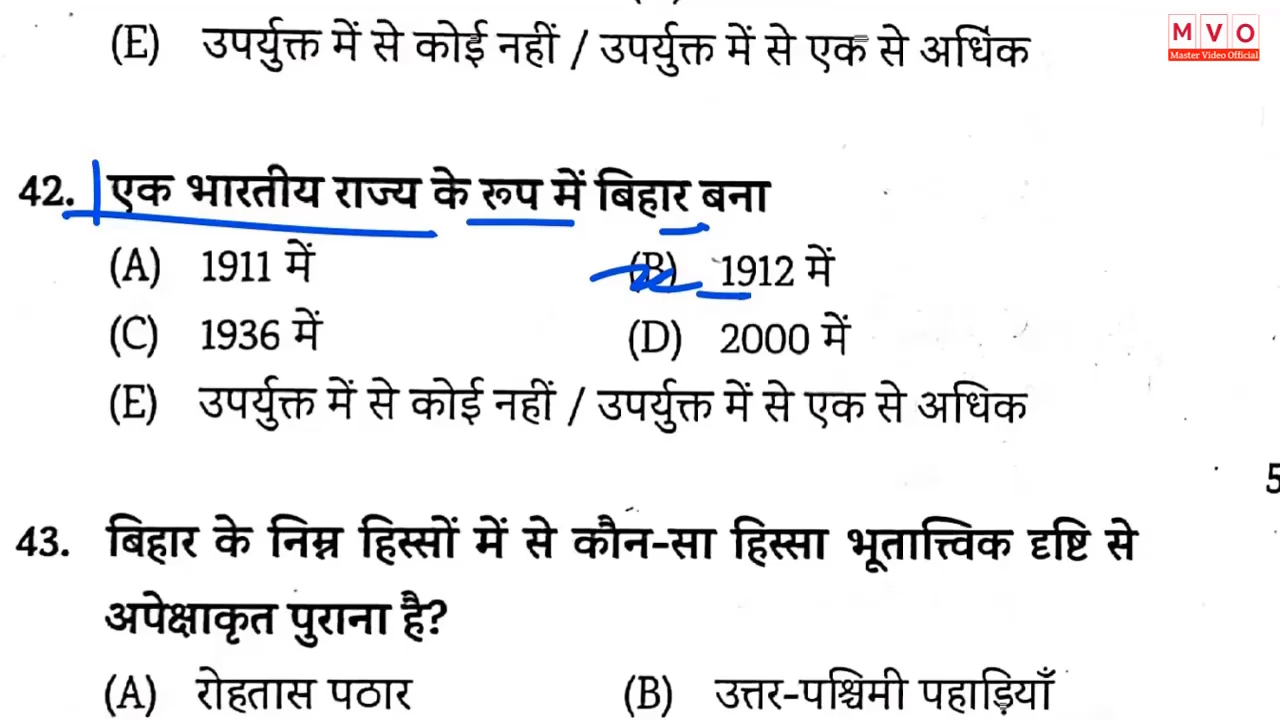 (E) उपर्युक्त में से कोई नहीं / उपर्युक्त में से एक से अधिक
M V O
Master Video Official
42. एक भारतीय राज्य के रूप में बिहार बना
(A) 1911 में (B) 1912 में
(C) 1936 में (D) 2000 में
(E) उपर्युक्त में से कोई नहीं / उपर्युक्त में से एक से अधिक
5
43. बिहार के निम्न हिस्सों में से कौन-सा हिस्सा भूतात्त्विक दृष्टि से
अपेक्षाकृत पुराना है?
(A) रोहतास पठार (B) उत्तर-पश्चिमी पहाड़ियाँ